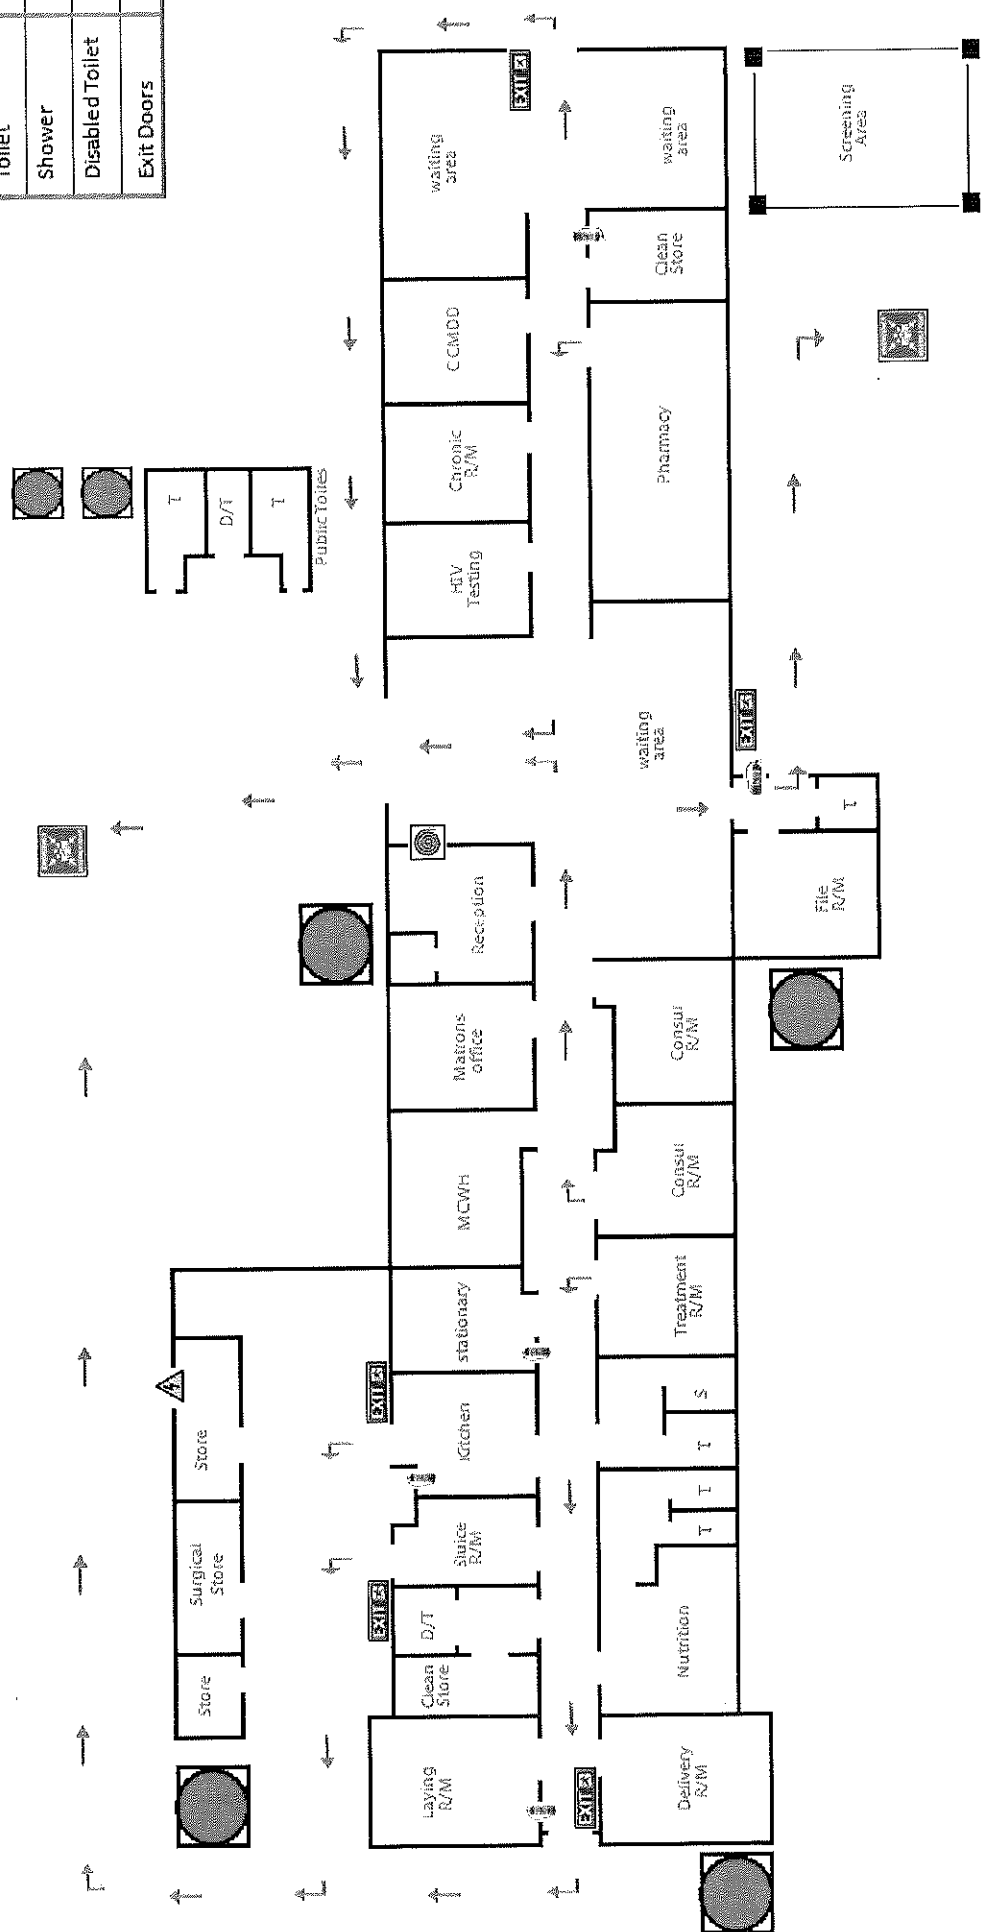 Toilet
Shower
Disabled Toilet
Exit Doors
T
D/T
T
Public Toiles
Store
Surgical
Store
Store
Laying
R/M
Clean
Store
D/T
Sluice
R/M
Kitchen
stationary
MCWH
Matrons
office
Reception
HIV
Testing
Chronic
R/M
CCMDD
waiting
area
EXIT
EXIT
EXIT
EXIT
EXIT
Delivery
R/M
Nutrition
T
T
T
S
Treatment
R/M
Consul
R/M
Consul
R/M
File
R/M
T
waiting
area
Pharmacy
Clean
Store
waiting
area
Screening
Area